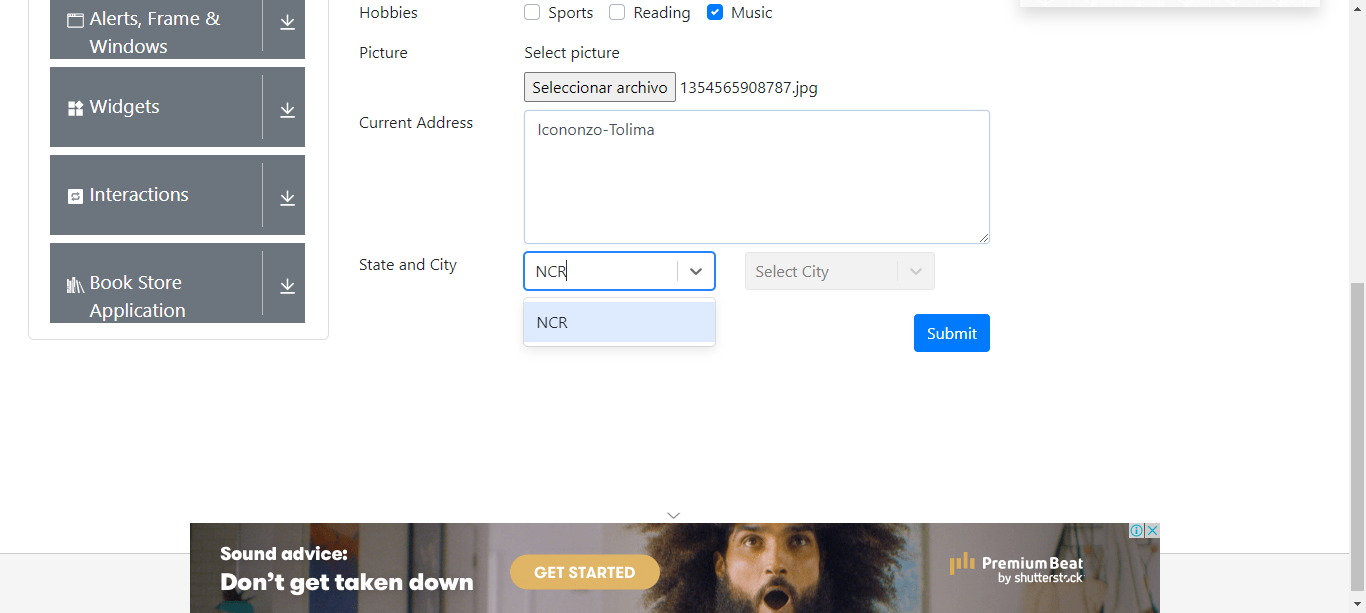 Alerts, Frame &
Windows
Widgets
Interactions
Book Store
Application
Hobbies
Sports Reading Music
Picture
Select picture
Seleccionar archivo 1354565908787.jpg
Current Address
Icononzo-Tolima
State and City
NCR
Select City
NCR
Submit
Sound advice:
Don't get taken down
GET STARTED
PremiumBeat
by shutterstock